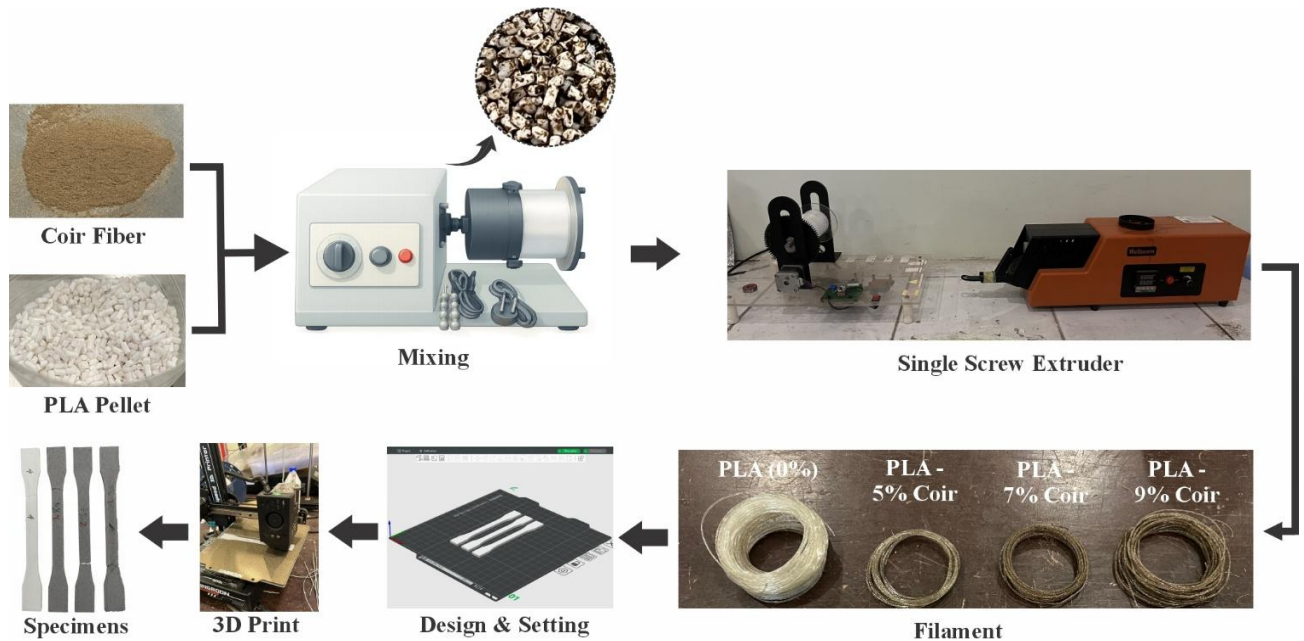 Coir Fiber
PLA Pellet
Mixing
Single Screw Extruder
PLA (0%)
PLA -
5% Coir
PLA -
7% Coir
PLA -
9% Coir
Filament
Design & Setting
3D Print
Specimens